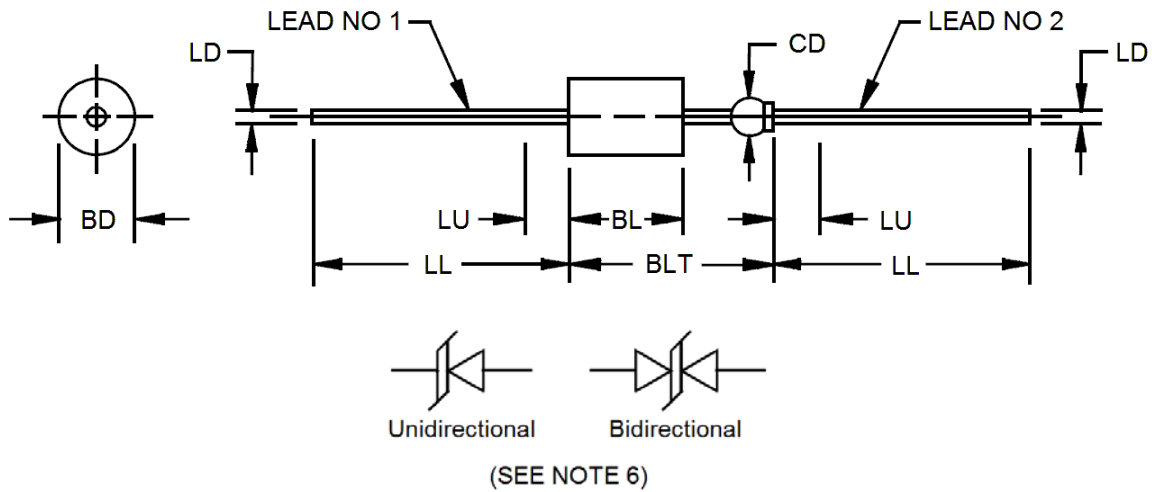 LEAD NO 1
LEAD NO 2
LD
CD
LD
BD
LU
BL
LU
LL
BLT
LL
Unidirectional
Bidirectional
(SEE NOTE 6)